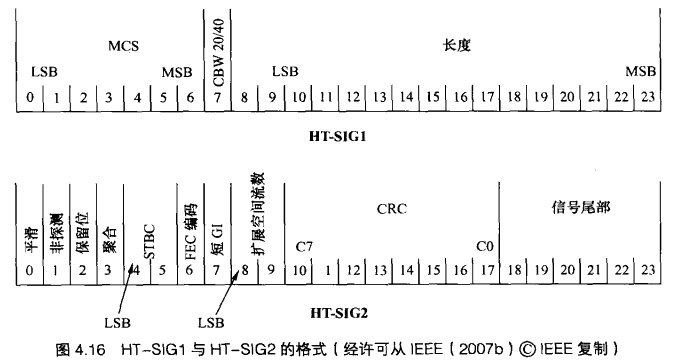 MCS CBW 20/40 长度
LSB MSB LSB MSB
0 1 2 3 4 5 6 7 8 9 10 11 12 13 14 15 16 17 18 19 20 21 22 23
HT-SIG1
平滑 非探测 保留位 聚合 STBC FEC 编码 短 GI 扩展空间流数 CRC 信号尾部
C7 C0
0 1 2 3 4 5 6 7 8 9 10 1 12 13 14 15 16 17 18 19 20 21 22 23
LSB LSB
HT-SIG2
图 4.16 HT-SIG1 与 HT-SIG2 的格式（经许可从 IEEE（2007b）© IEEE 复制）